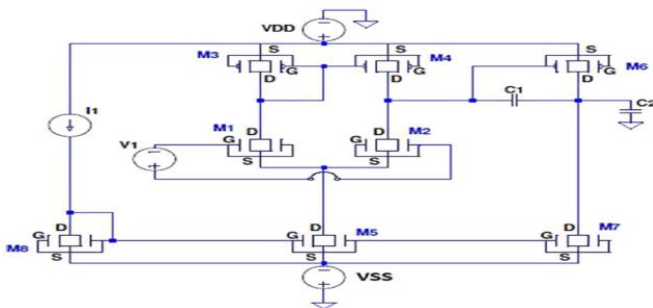 VDD
M3 S S M4 S M6
G G G
D D D
C1 C2
I1
M1 D D M2
V1 G G
S S
D D M5 D M7
G G G
M8 S S S
VSS